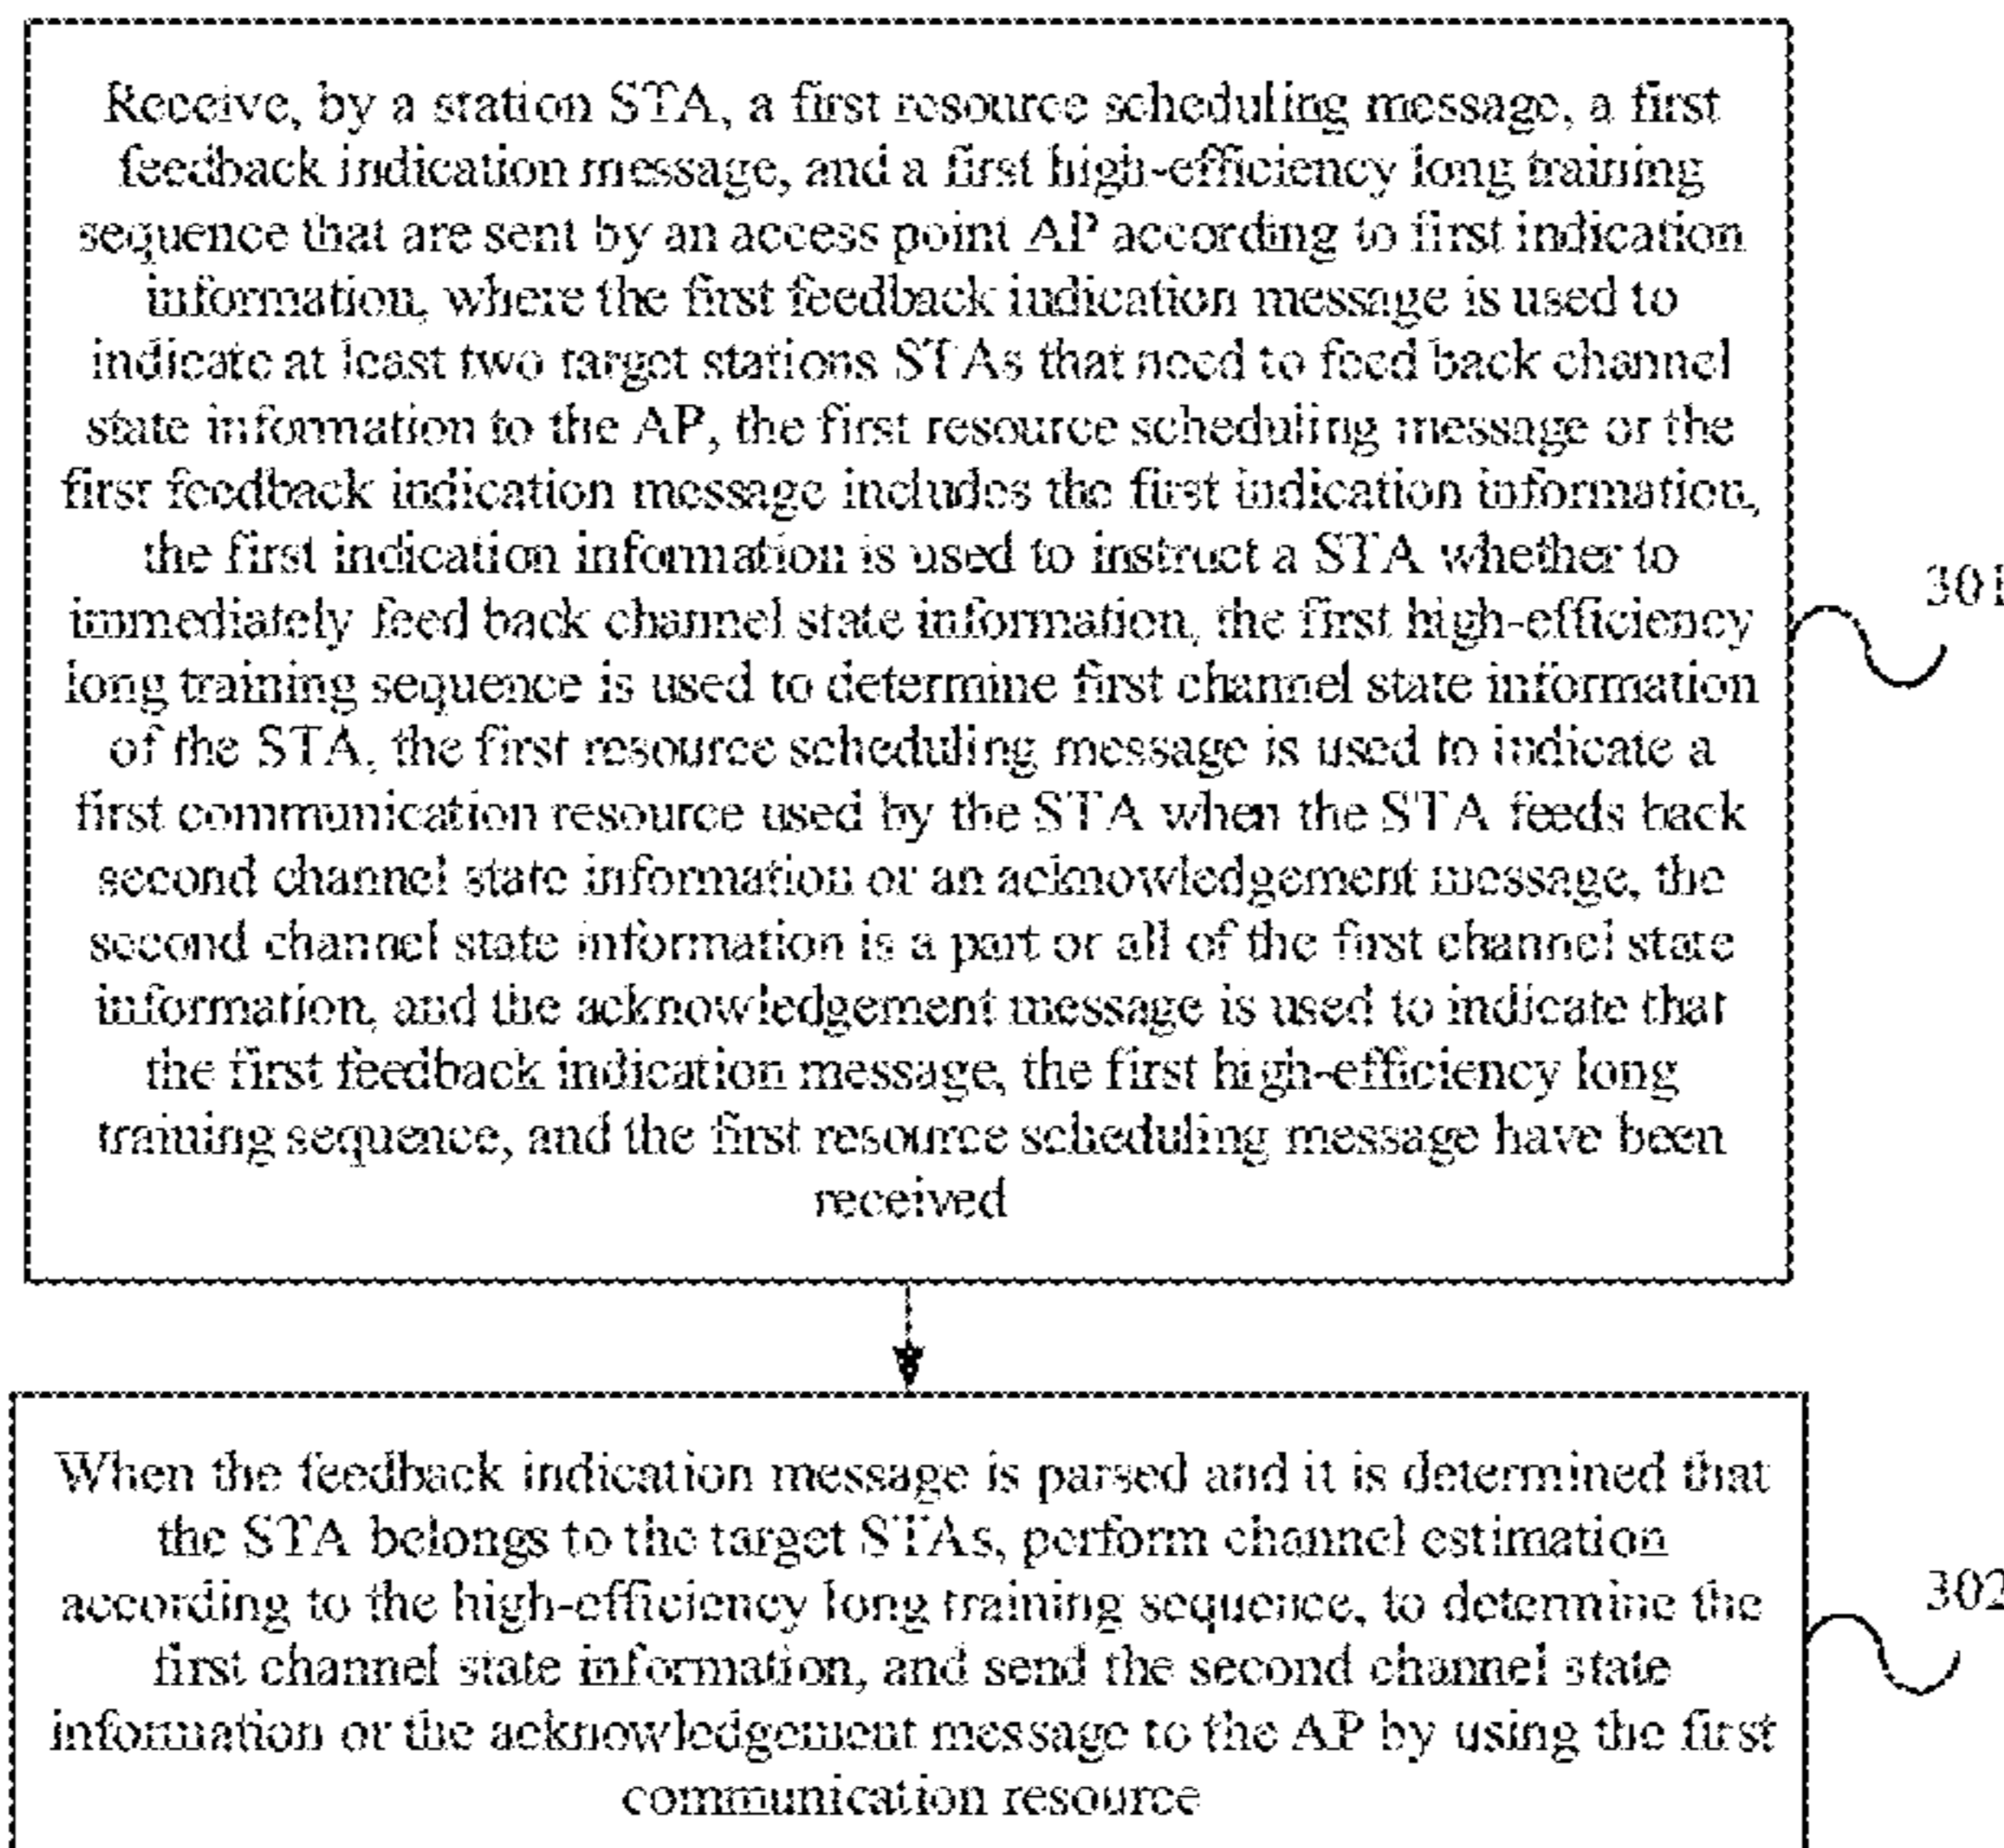 Receive, by a station STA, a first resource scheduling message, a first
feedback indication message, and a first high-efficiency long training
sequence that are sent by an access point AP according to first indication
information, where the first feedback indication message is used to
indicate at least two target stations STAs that need to feed back channel
state information to the AP, the first resource scheduling message or the
first feedback indication message includes the first indication information,
the first indication information is used to instruct a STA whether to
immediately feed back channel state information, the first high-efficiency
long training sequence is used to determine first channel state information
of the STA, the first resource scheduling message is used to indicate a
first communication resource used by the STA when the STA feeds back
second channel state information or an acknowledgement message, the
second channel state information is a part or all of the first channel state
information, and the acknowledgement message is used to indicate that
the first feedback indication message, the first high-efficiency long
training sequence, and the first resource scheduling message have been
received
301
When the feedback indication message is parsed and it is determined that
the STA belongs to the target STAs, perform channel estimation
according to the high-efficiency long training sequence, to determine the
first channel state information, and send the second channel state
information or the acknowledgement message to the AP by using the first
communication resource
302